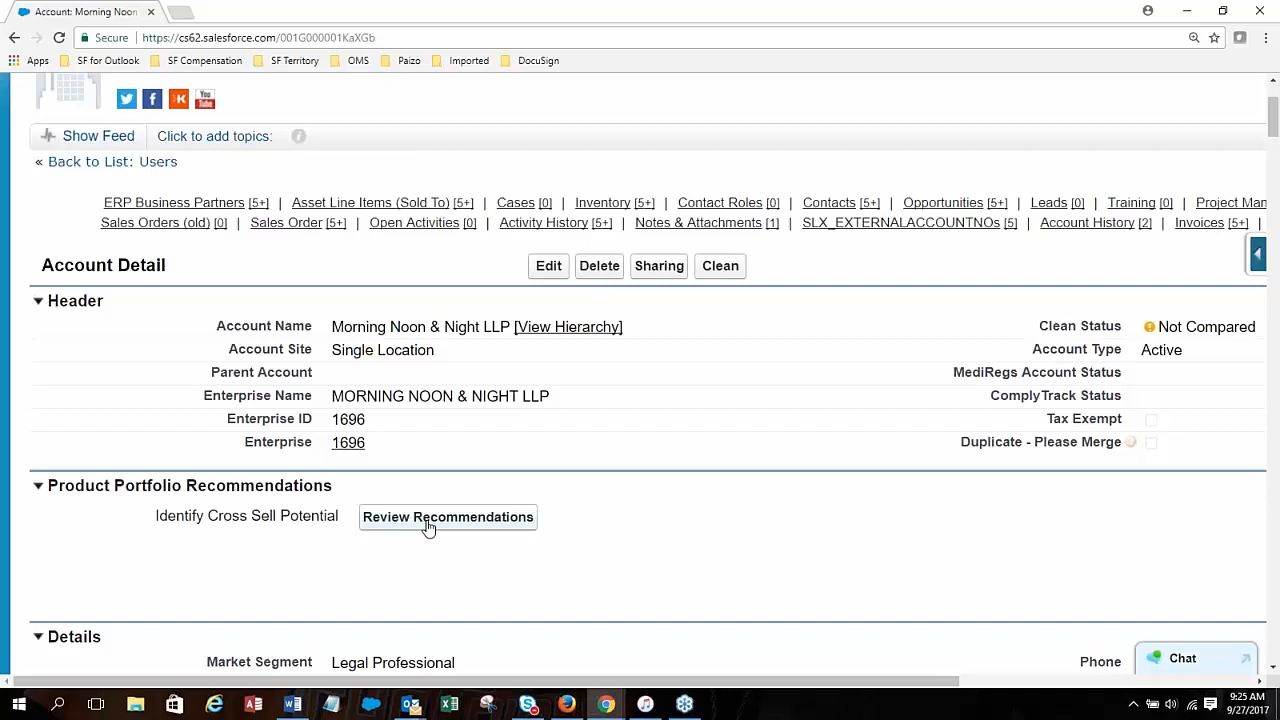 Account: Morning Noon
Secure https://cs62.salesforce.com/001G000001KaXGb
Apps SF for Outlook SF Compensation SF Territory OMS Paizo Imported DocuSign
You Tube
Show Feed Click to add topics:
« Back to List: Users
ERP Business Partners [5+] | Asset Line Items (Sold To) [5+] | Cases [0] | Inventory [5+] | Contact Roles [0] | Contacts [5+] | Opportunities [5+] | Leads [0] | Training [0] | Project Man
Sales Orders (old) [0] | Sales Order [5+] | Open Activities [0] | Activity History [5+] | Notes & Attachments [1] | SLX_EXTERNALACCOUNTNOs [5] | Account History [2] | Invoices [5+] |
Account Detail Edit Delete Sharing Clean
Header
Account Name Morning Noon & Night LLP [View Hierarchy] Clean Status Not Compared
Account Site Single Location Account Type Active
Parent Account MediRegs Account Status
Enterprise Name MORNING NOON & NIGHT LLP ComplyTrack Status
Enterprise ID 1696 Tax Exempt
Enterprise 1696 Duplicate - Please Merge
Product Portfolio Recommendations
Identify Cross Sell Potential Review Recommendations
Details
Market Segment Legal Professional Phone
Chat
9:25 AM
9/27/2017